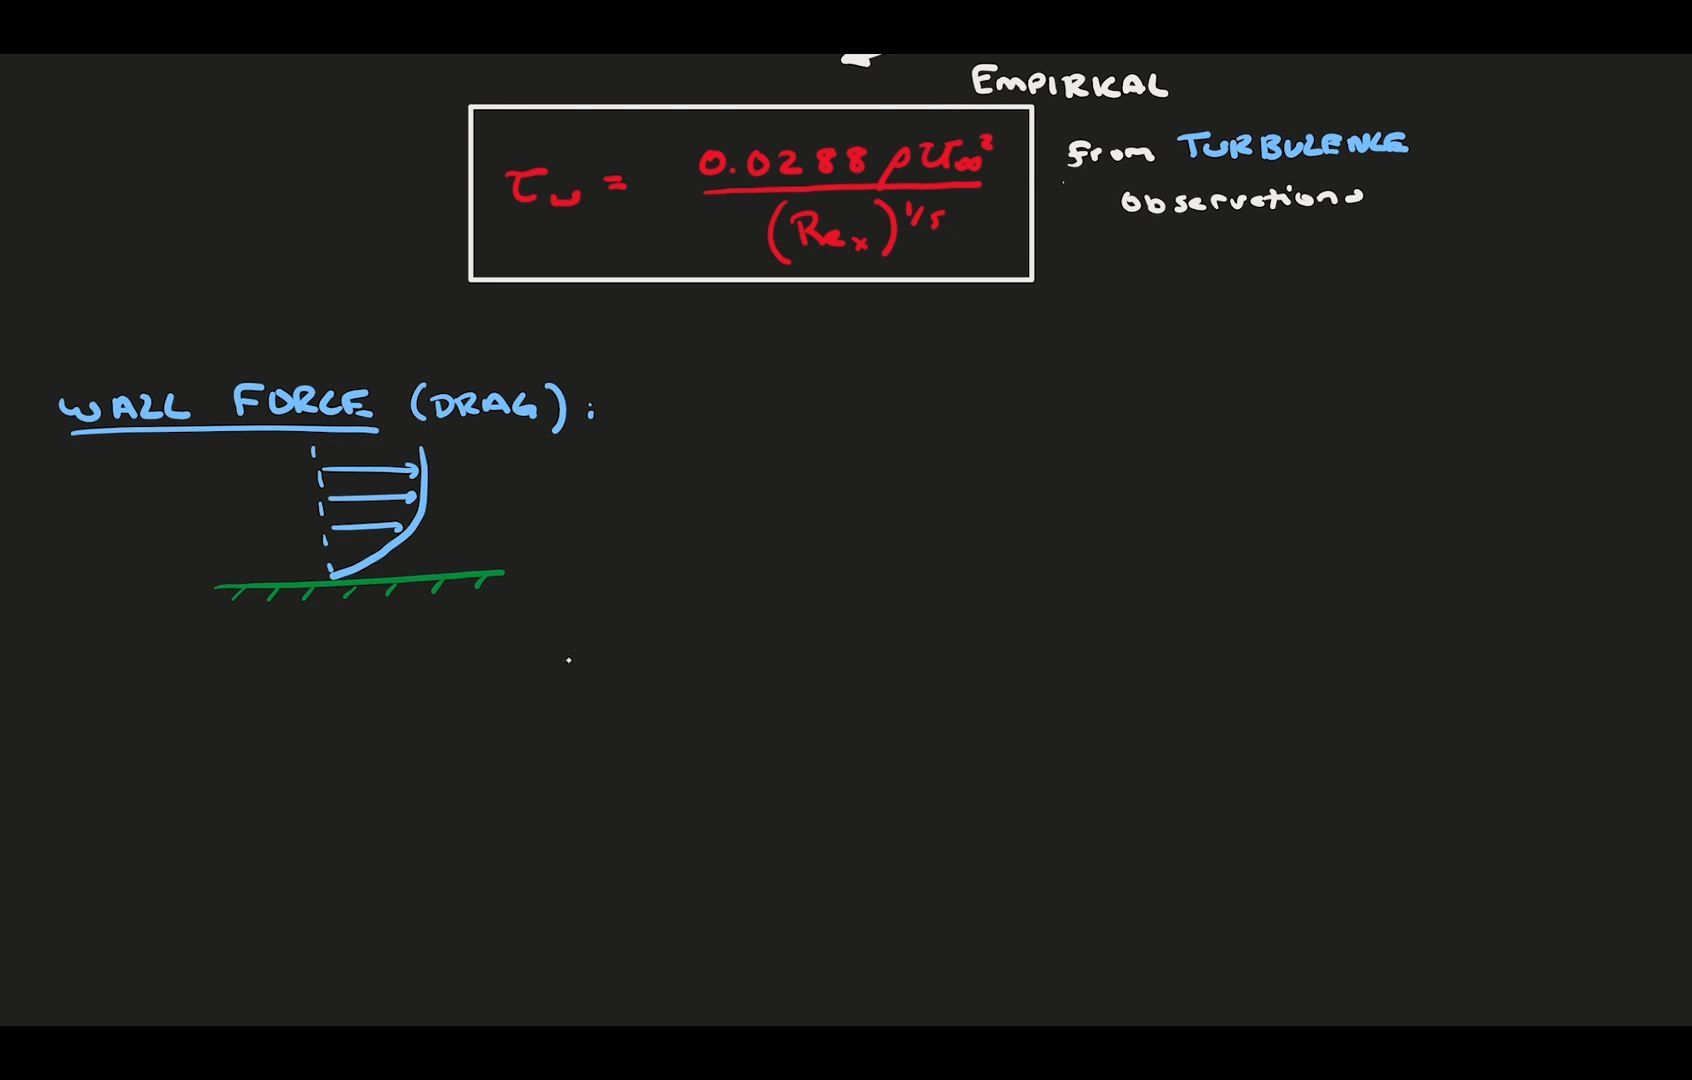 EMPIRICAL
τw = 0.0288 ρU∞² / (Rex)^1/5
from TURBULENCE
observations
WALL FORCE (DRAG):